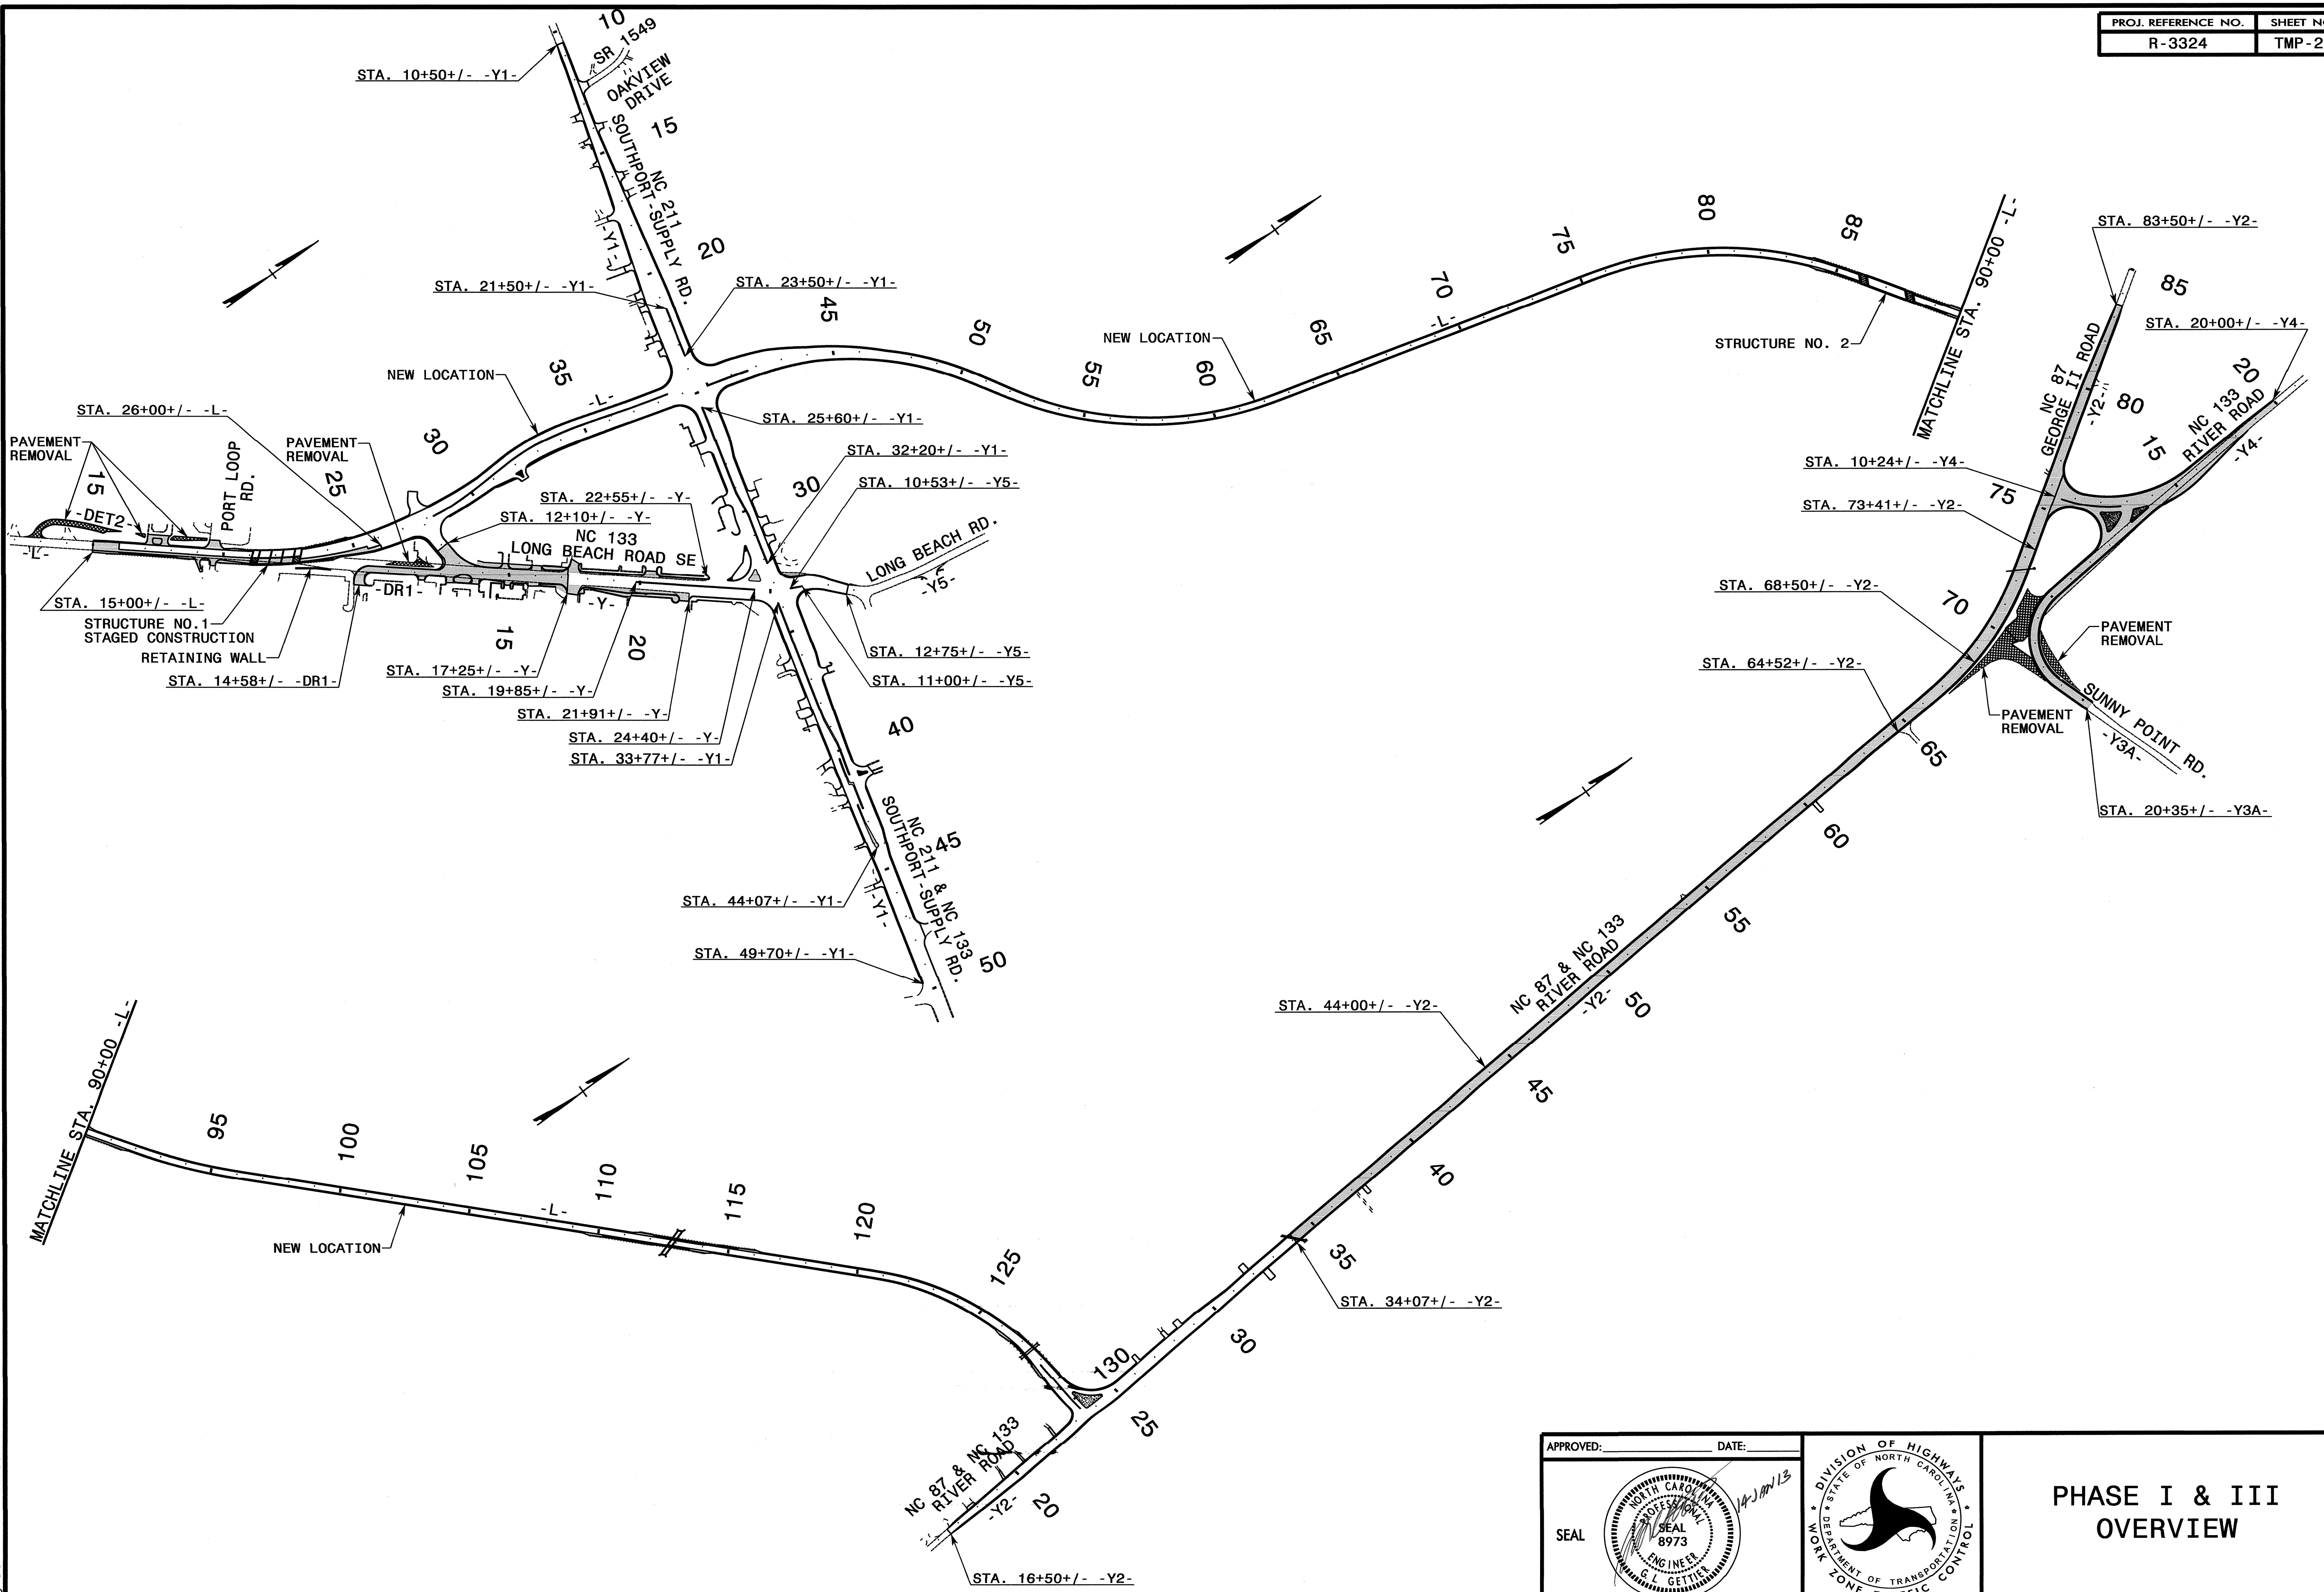 PROJ. REFERENCE NO.
SHEET N
R-3324
TMP-2
10
SR 1549
OAKVIEW
DRIVE
STA. 10+50+/- -Y1-
15
NC 211
SOUTHPORT-SUPPLY RD.
-Y1-
20
STA. 21+50+/- -Y1-
STA. 23+50+/- -Y1-
45
50
55
60
65
70
75
80
85
-L-
NEW LOCATION
STRUCTURE NO. 2
MATCHLINE STA. 90+00 -L-
STA. 83+50+/- -Y2-
85
STA. 20+00+/- -Y4-
20
NC 87
GEORGE II ROAD
-Y2-
80
15
NC 133
RIVER ROAD
-Y4-
STA. 10+24+/- -Y4-
75
STA. 73+41+/- -Y2-
STA. 68+50+/- -Y2-
70
STA. 64+52+/- -Y2-
PAVEMENT
REMOVAL
PAVEMENT
REMOVAL
SUNNY POINT RD.
-Y3A-
STA. 20+35+/- -Y3A-
65
60
55
50
45
40
35
30
25
20
NEW LOCATION
35
-L-
30
STA. 26+00+/- -L-
PAVEMENT
REMOVAL
15
-DET2-
-L-
PORT LOOP
RD.
25
PAVEMENT
REMOVAL
STA. 25+60+/- -Y1-
STA. 32+20+/- -Y1-
30
STA. 10+53+/- -Y5-
STA. 22+55+/- -Y-
STA. 12+10+/- -Y-
NC 133
LONG BEACH ROAD SE
LONG BEACH RD.
-Y5-
STA. 15+00+/- -L-
STRUCTURE NO.1
STAGED CONSTRUCTION
RETAINING WALL
STA. 14+58+/- -DR1-
-DR1-
15
-Y-
20
STA. 17+25+/- -Y-
STA. 19+85+/- -Y-
STA. 21+91+/- -Y-
STA. 24+40+/- -Y-
STA. 33+77+/- -Y1-
STA. 12+75+/- -Y5-
STA. 11+00+/- -Y5-
40
45
NC 211 & NC 133
SOUTHPORT-SUPPLY RD.
-Y1-
50
STA. 44+07+/- -Y1-
STA. 49+70+/- -Y1-
NC 87 & NC 133
RIVER ROAD
-Y2-
STA. 44+00+/- -Y2-
STA. 34+07+/- -Y2-
MATCHLINE STA. 90+00 -L-
95
100
105
110
115
120
125
130
-L-
NEW LOCATION
NC 87 & NC 133
RIVER ROAD
-Y2-
STA. 16+50+/- -Y2-
APPROVED:
DATE:
SEAL
NORTH CAROLINA
PROFESSIONAL
SEAL
8973
ENGINEER
G.L. GETTIER
14-JAN13
DIVISION OF HIGHWAYS
STATE OF NORTH CAROLINA
DEPARTMENT OF TRANSPORTATION
WORK ZONE TRAFFIC CONTROL
PHASE I & III
OVERVIEW